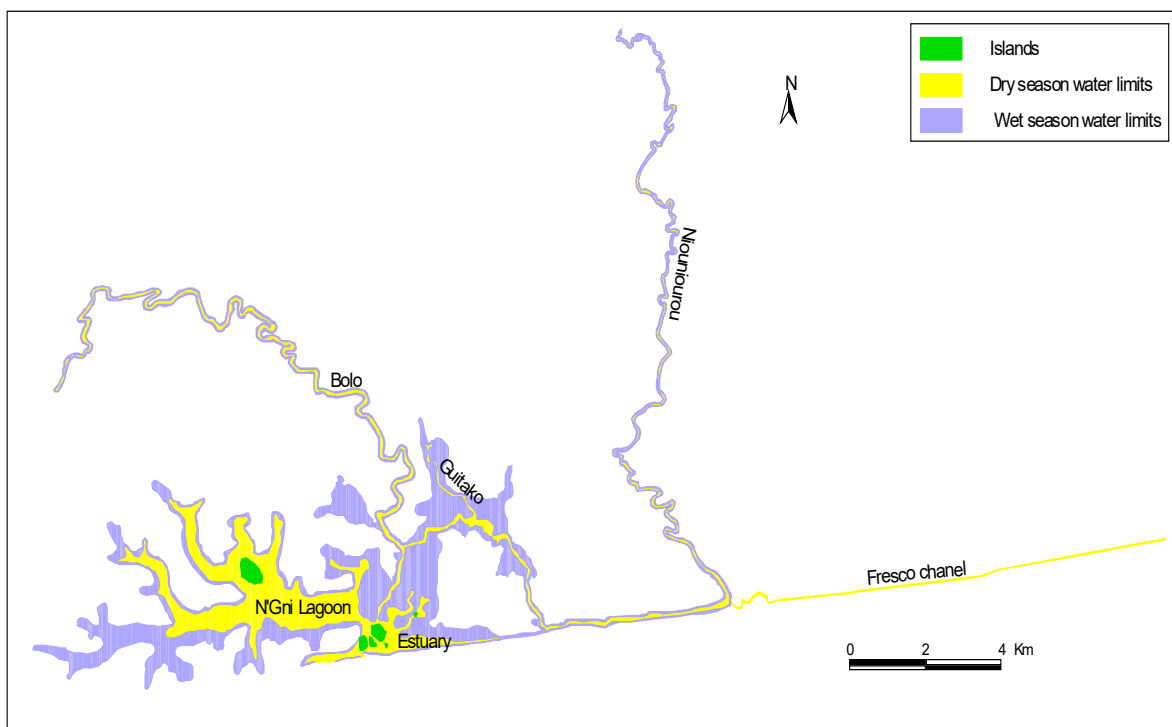 Islands
N
Dry season water limits
Wet season water limits
Niouniourou
Bolo
Guitako
Fresco chanel
N'Gni Lagoon
Estuary
0 2 4 Km